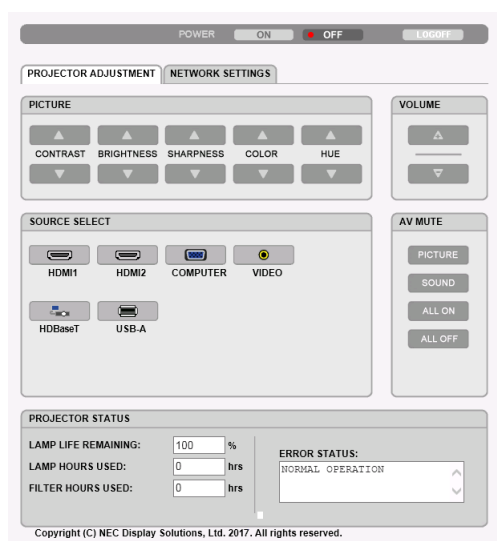 POWER ON OFF LOGOFF
PROJECTOR ADJUSTMENT NETWORK SETTINGS
PICTURE
CONTRAST BRIGHTNESS SHARPNESS COLOR HUE
VOLUME
SOURCE SELECT
HDMI1 HDMI2 COMPUTER VIDEO
HDBaseT USB-A
AV MUTE
PICTURE
SOUND
ALL ON
ALL OFF
PROJECTOR STATUS
LAMP LIFE REMAINING: 100 %
LAMP HOURS USED: 0 hrs
FILTER HOURS USED: 0 hrs
ERROR STATUS:
NORMAL OPERATION
Copyright (C) NEC Display Solutions, Ltd. 2017. All rights reserved.